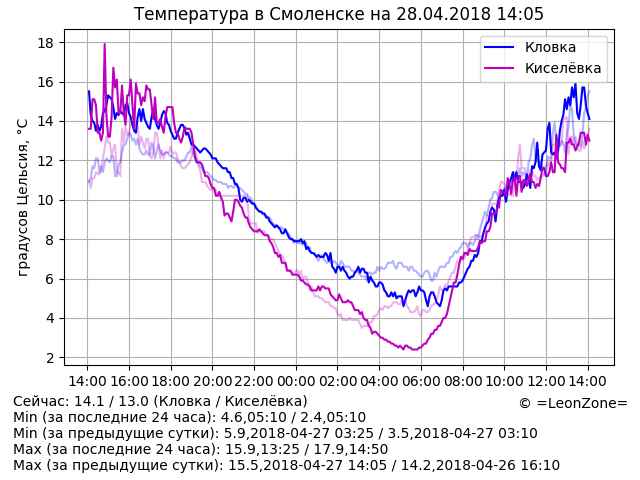 Температура в Смоленске на 28.04.2018 14:05
Кловка
Киселёвка
градусов Цельсия, °C
18
16
14
12
10
8
6
4
2
14:00 16:00 18:00 20:00 22:00 00:00 02:00 04:00 06:00 08:00 10:00 12:00 14:00
Сейчас: 14.1 / 13.0 (Кловка / Киселёвка)
© =LeonZone=
Min (за последние 24 часа): 4.6,05:10 / 2.4,05:10
Min (за предыдущие сутки): 5.9,2018-04-27 03:25 / 3.5,2018-04-27 03:10
Max (за последние 24 часа): 15.9,13:25 / 17.9,14:50
Max (за предыдущие сутки): 15.5,2018-04-27 14:05 / 14.2,2018-04-26 16:10